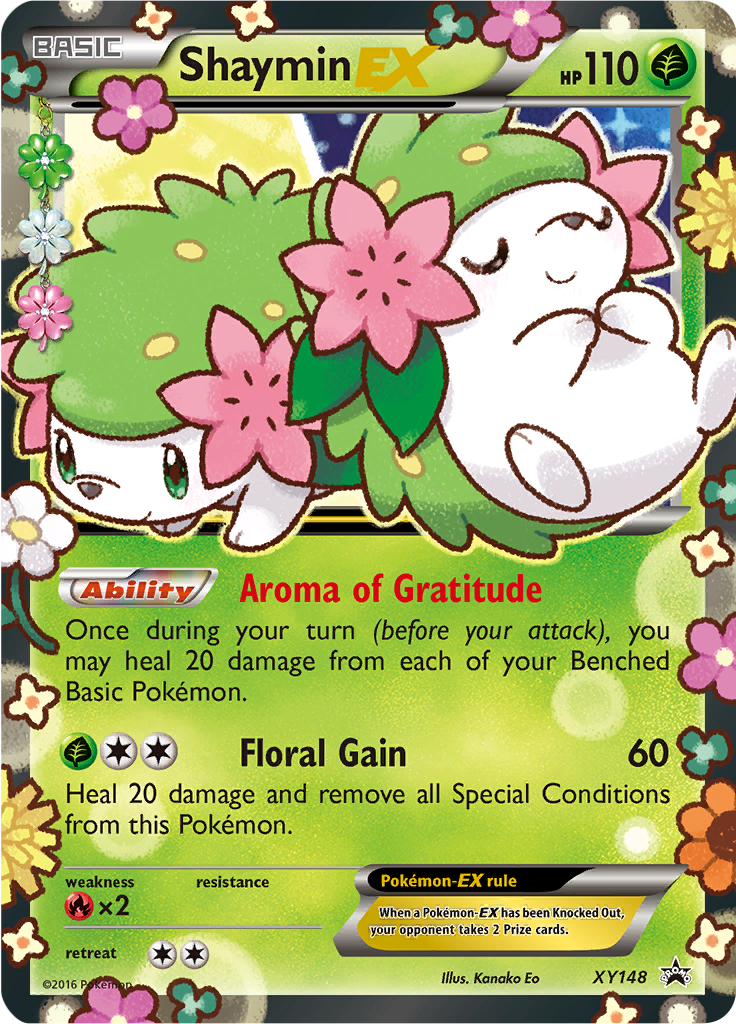 BASIC
Shaymin EX
HP 110
Ability Aroma of Gratitude
Once during your turn (before your attack), you
may heal 20 damage from each of your Benched
Basic Pokémon.
Floral Gain 60
Heal 20 damage and remove all Special Conditions
from this Pokémon.
weakness resistance
×2
Pokémon-EX rule
When a Pokémon-EX has been Knocked Out,
your opponent takes 2 Prize cards.
retreat
©2016 Pokémon
Illus. Kanako Eo
XY148
PROMO